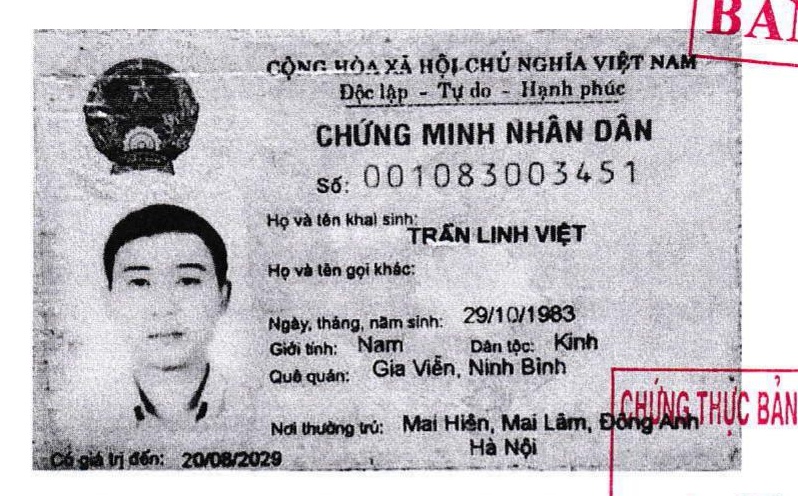 BẢN
CỘNG HÒA XÃ HỘI CHỦ NGHĨA VIỆT NAM
Độc lập - Tự do - Hạnh phúc
CHỨNG MINH NHÂN DÂN
Số: 001083003451
Họ và tên khai sinh: TRẦN LINH VIỆT
Họ và tên gọi khác:
Ngày, tháng, năm sinh: 29/10/1983
Giới tính: Nam Dân tộc: Kinh
Quê quán: Gia Viễn, Ninh Bình
CHỨNG THỰC BẢN
Nơi thường trú: Mai Hiên, Mai Lâm, Đông Anh
Hà Nội
Có giá trị đến: 20/08/2029